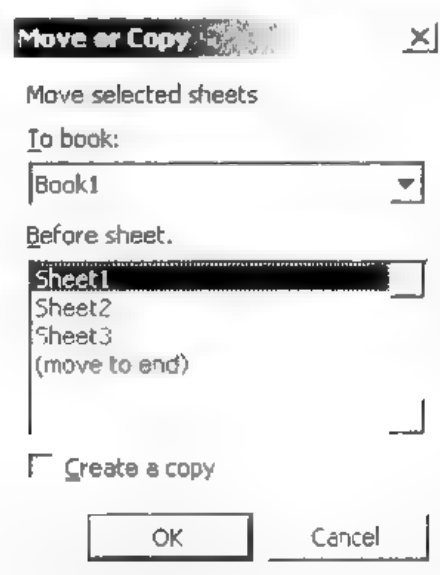 Move or Copy
Move selected sheets
To book:
Book1
Before sheet.
Sheet1
Sheet2
Sheet3
(move to end)
Create a copy
OK
Cancel